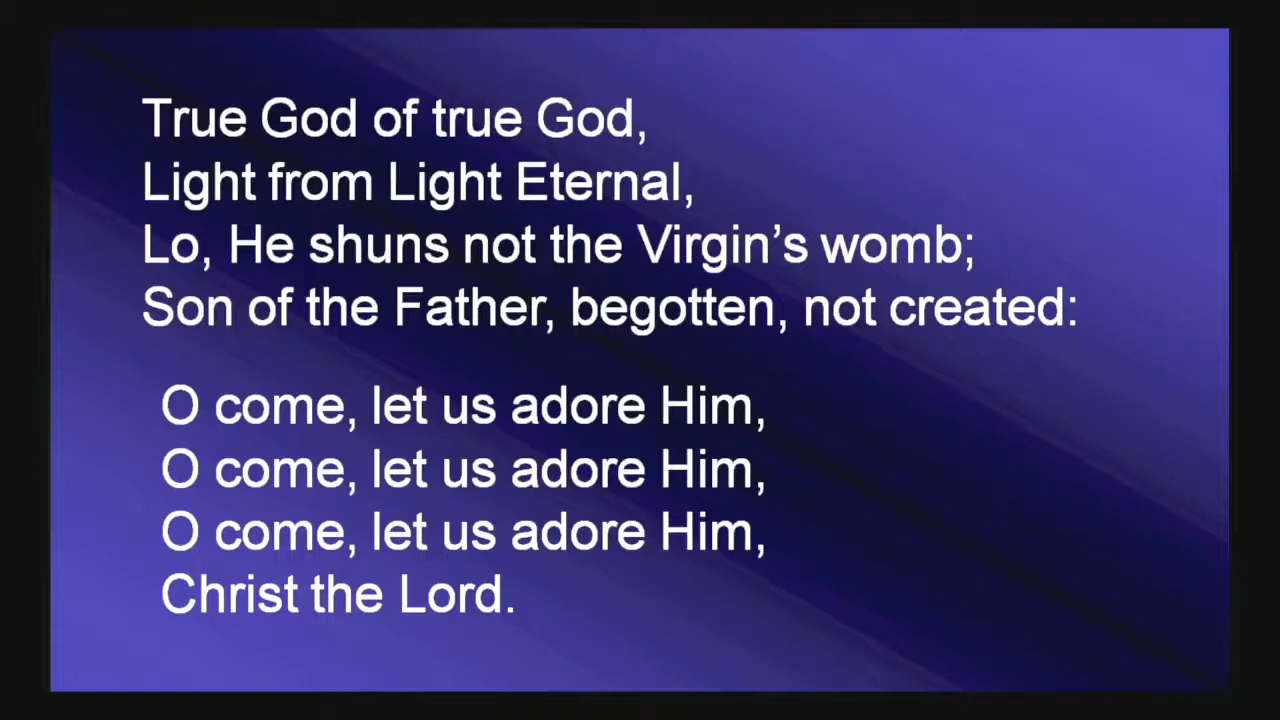 True God of true God,
Light from Light Eternal,
Lo, He shuns not the Virgin’s womb;
Son of the Father, begotten, not created:
O come, let us adore Him,
O come, let us adore Him,
O come, let us adore Him,
Christ the Lord.